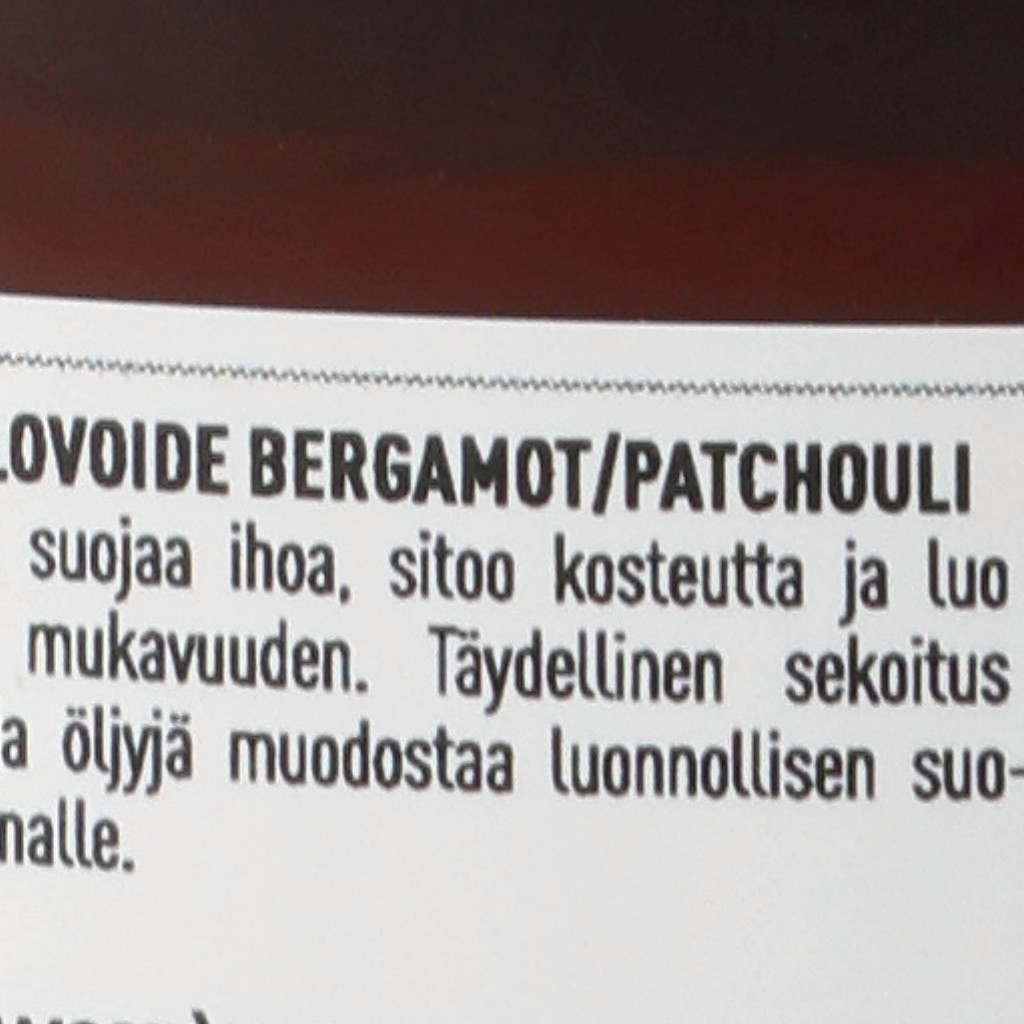 LOVOIDE BERGAMOT/PATCHOULI
suojaa ihoa, sitoo kosteutta ja luo
mukavuuden. Täydellinen sekoitus
a öljyjä muodostaa luonnollisen suo-
nalle.